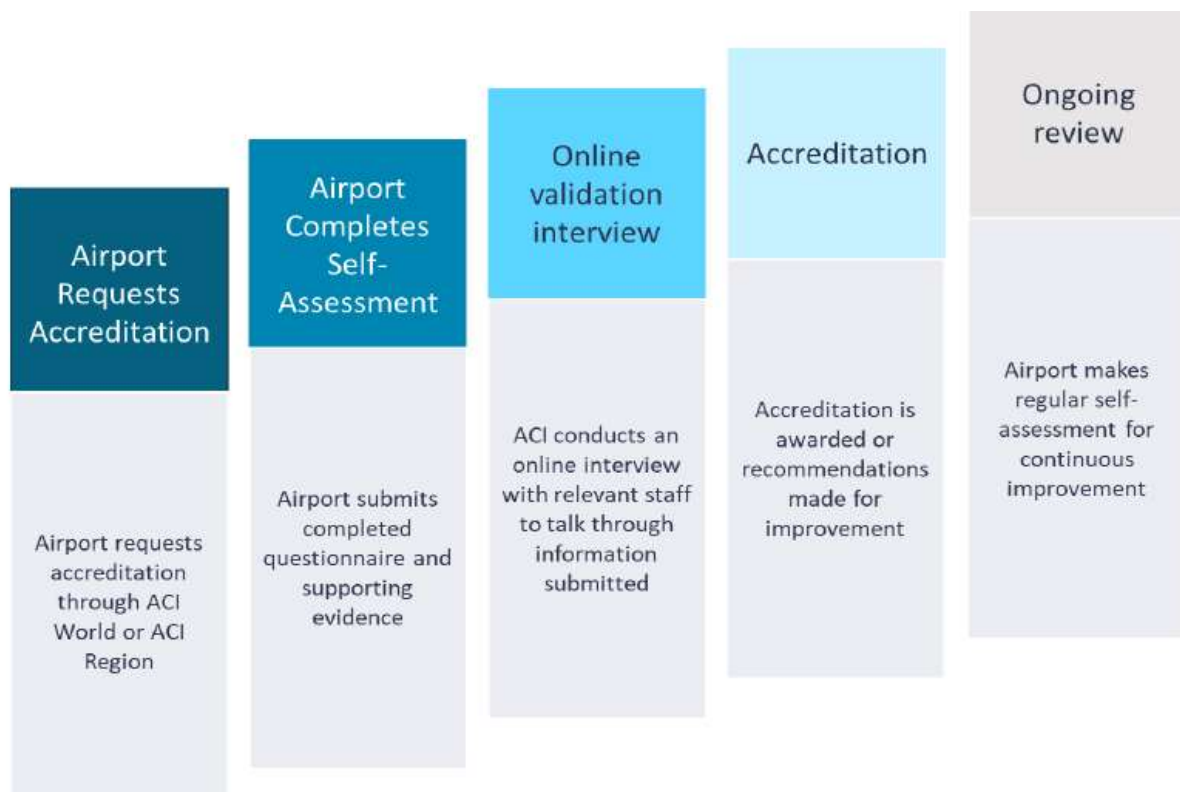 Airport
Requests
Accreditation
Airport requests
accreditation
through ACI
World or ACI
Region
Airport
Completes
Self-
Assessment
Airport submits
completed
questionnaire and
supporting
evidence
Online
validation
interview
ACI conducts an
online interview
with relevant staff
to talk through
information
submitted
Accreditation
Accreditation is
awarded or
recommendations
made for
improvement
Ongoing
review
Airport makes
regular self-
assessment for
continuous
improvement